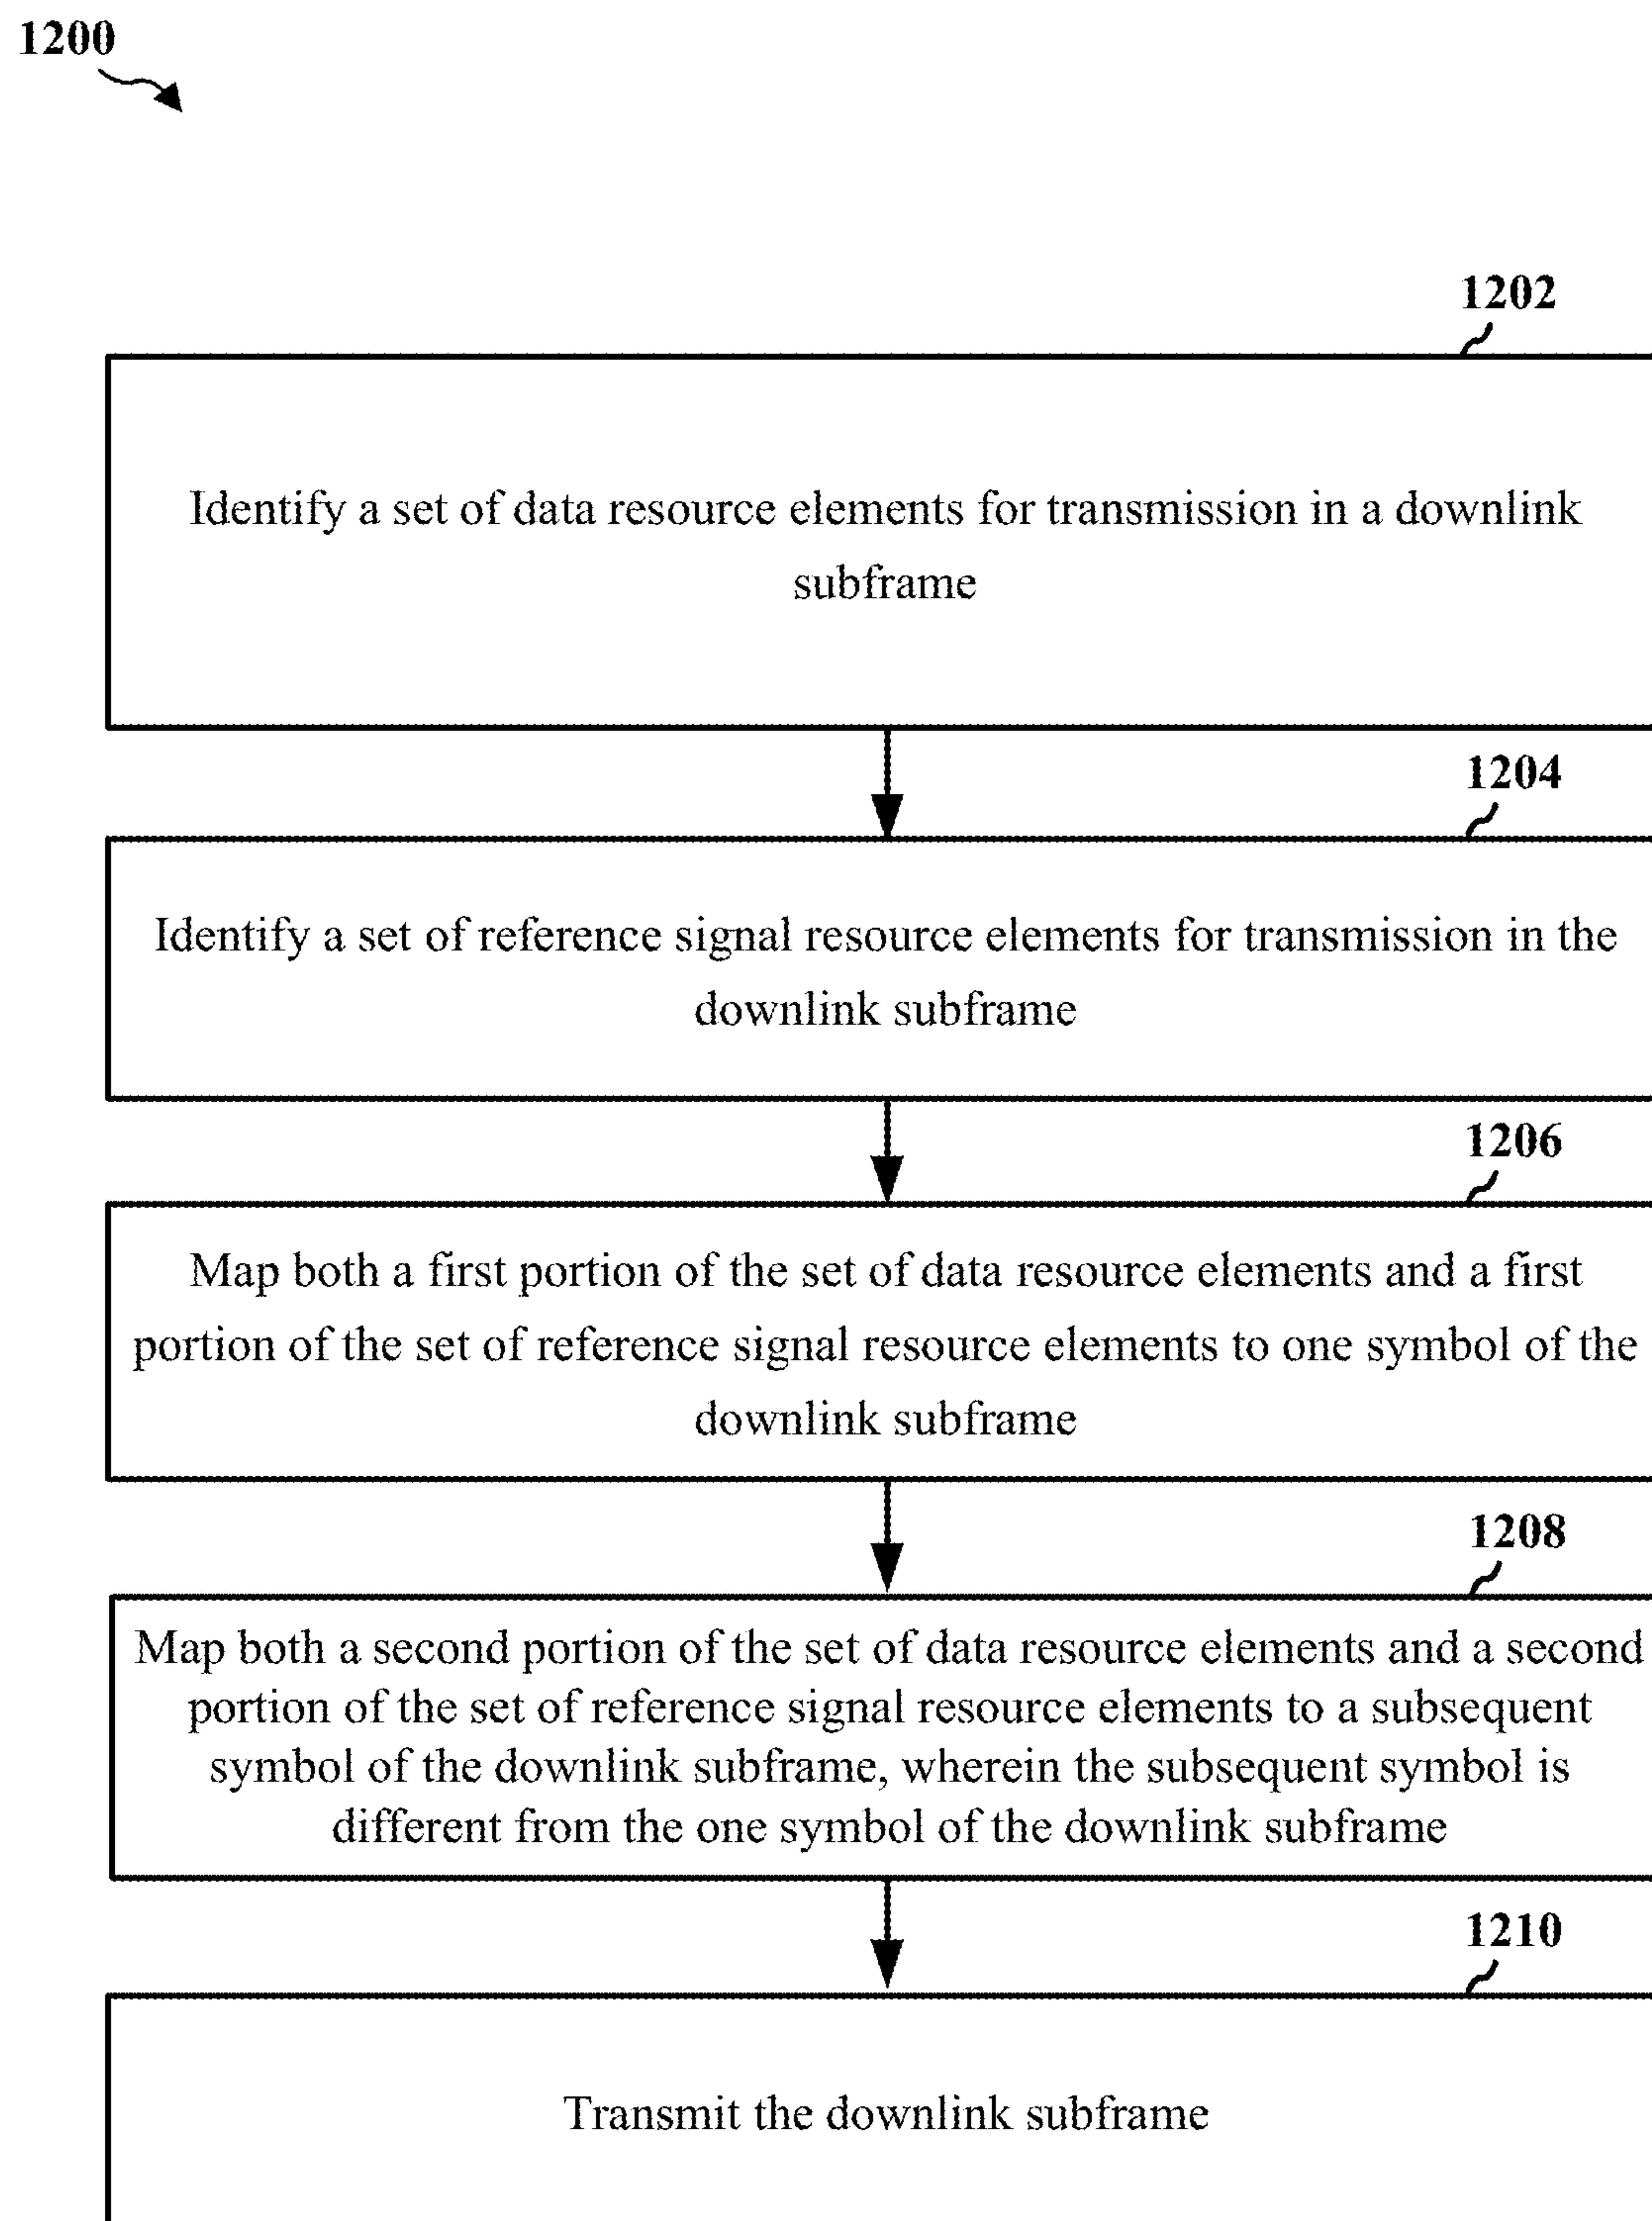 1200
1202
Identify a set of data resource elements for transmission in a downlink
subframe
1204
Identify a set of reference signal resource elements for transmission in the
downlink subframe
1206
Map both a first portion of the set of data resource elements and a first
portion of the set of reference signal resource elements to one symbol of the
downlink subframe
1208
Map both a second portion of the set of data resource elements and a second
portion of the set of reference signal resource elements to a subsequent
symbol of the downlink subframe, wherein the subsequent symbol is
different from the one symbol of the downlink subframe
1210
Transmit the downlink subframe